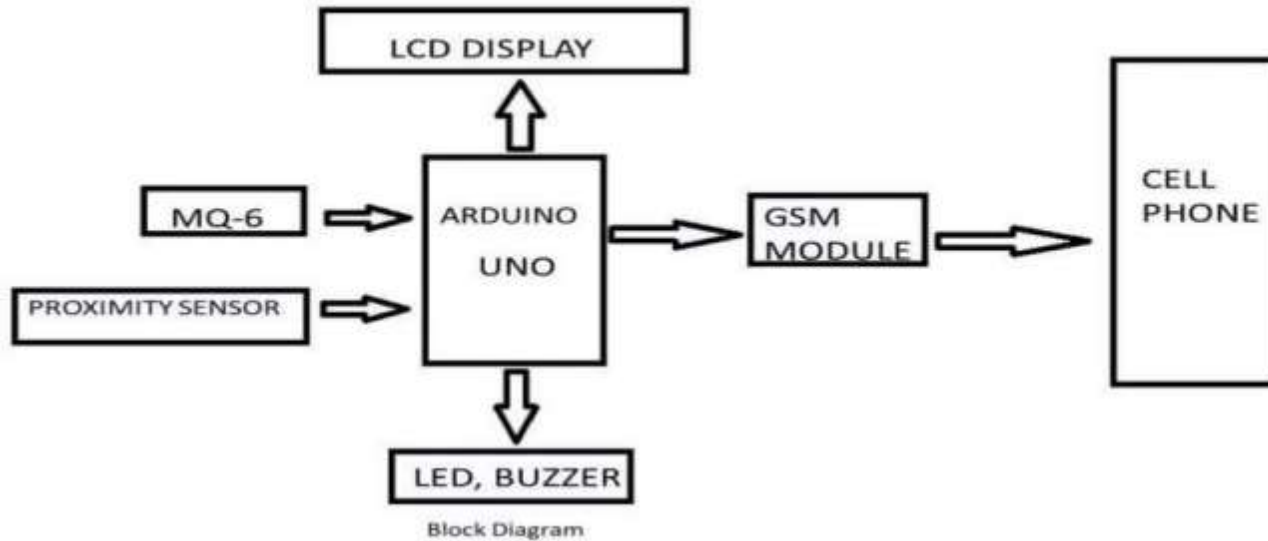 LCD DISPLAY
MQ-6
PROXIMITY SENSOR
ARDUINO
UNO
GSM
MODULE
CELL
PHONE
LED, BUZZER
Block Diagram